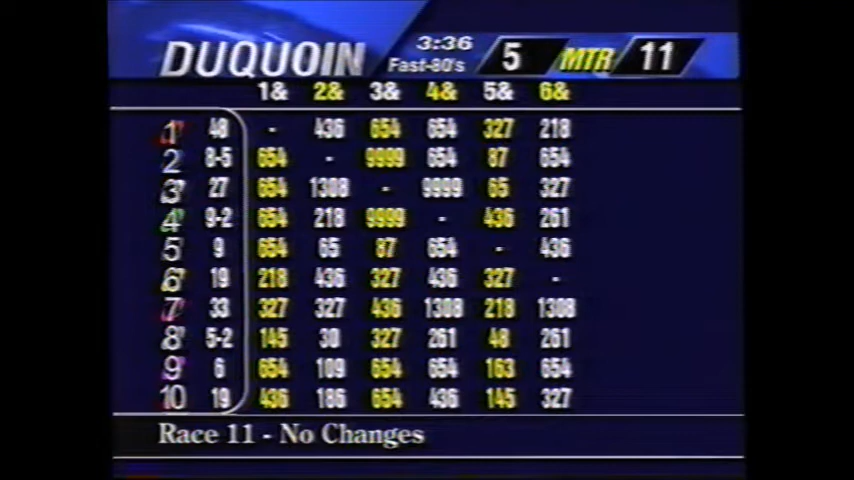 DUQUOIN 3:36 Fast-80's 5 MTR 11
1& 2& 3& 4& 5& 6&
1 48 - 436 654 654 327 218
2 8-5 654 - 9999 654 87 654
3 27 654 1308 - 9999 65 327
4 9-2 654 218 9999 - 436 261
5 9 654 65 87 654 - 436
6 19 218 436 327 436 327 -
7 33 327 327 436 1308 218 1308
8 5-2 145 30 327 261 48 261
9 6 654 109 654 654 163 654
10 19 436 186 654 436 145 327
Race 11 - No Changes